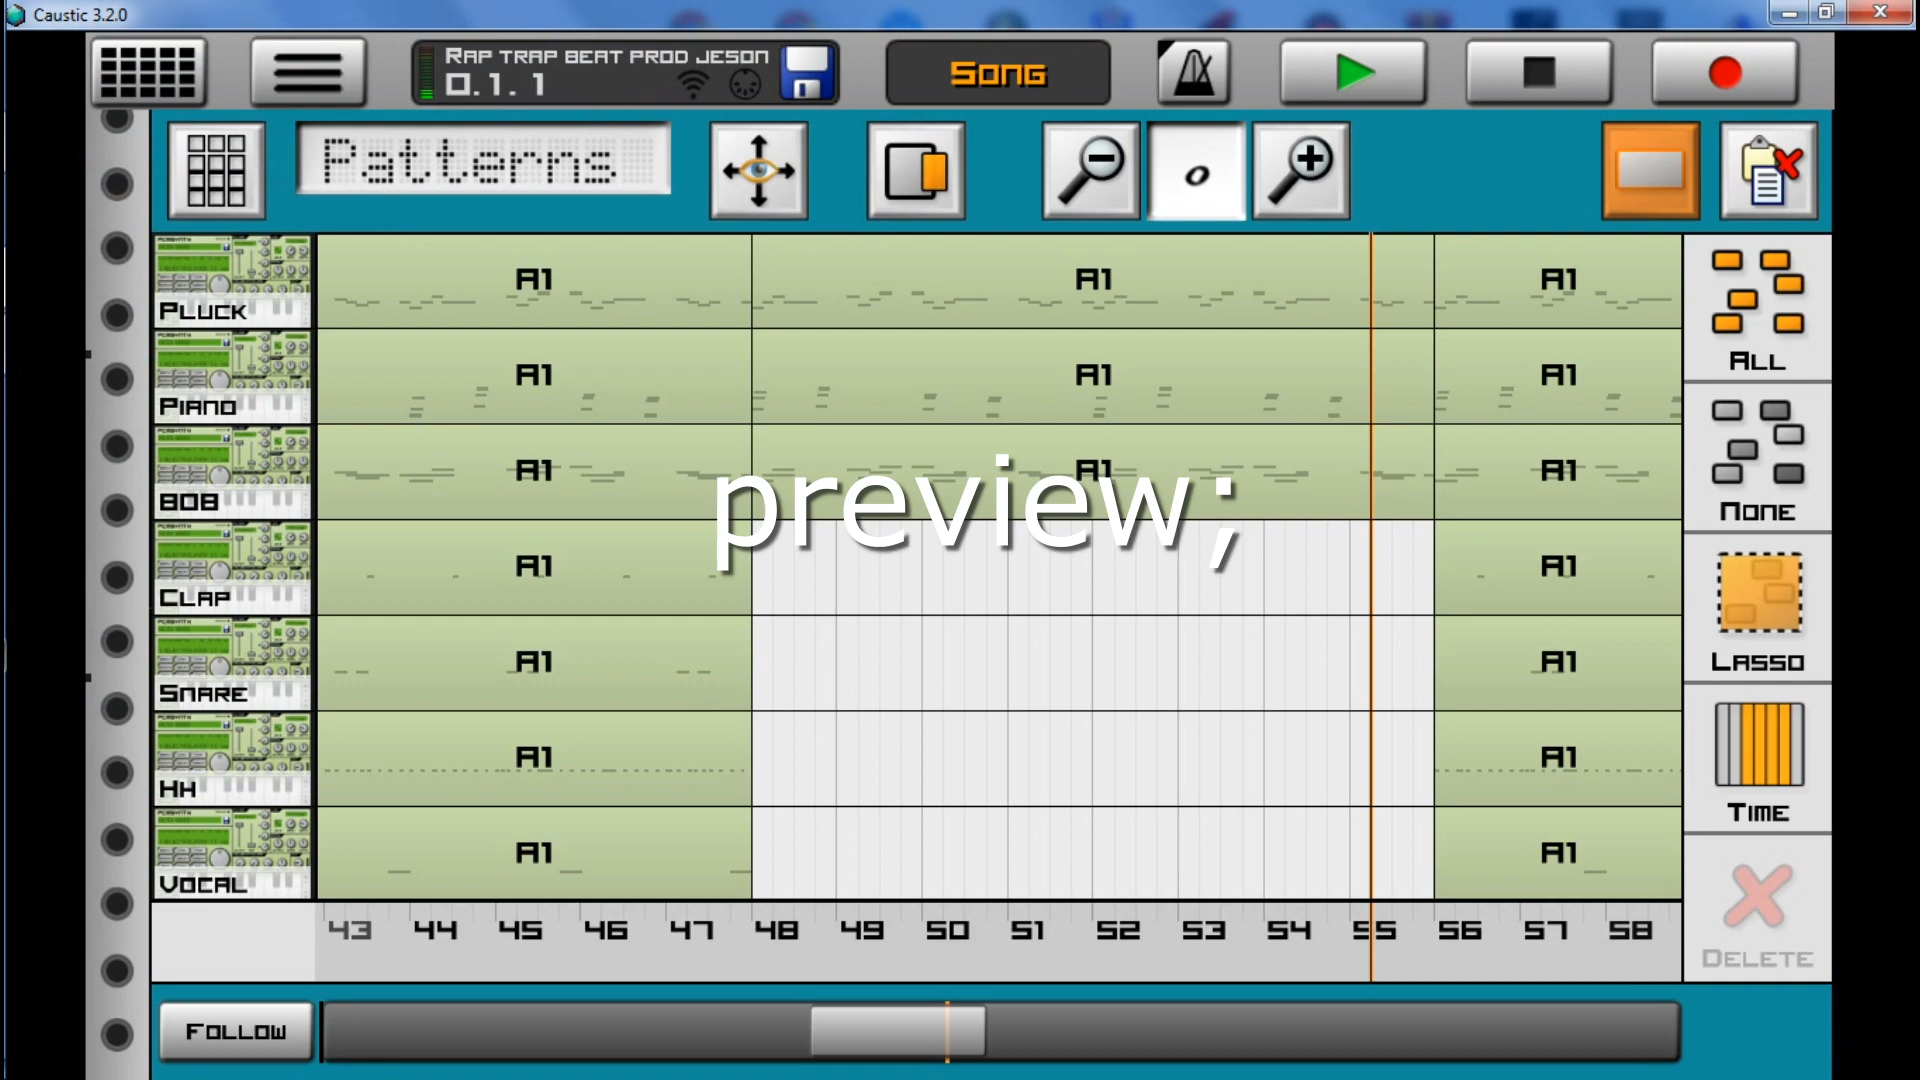 Caustic 3.2.0
Rap trap beat prod jeson
0. 1. 1
Song
Patterns
o
Pluck
A1 A1 A1
Piano
A1 A1 A1
808
A1 A1 A1
preview;
Clap
A1 A1
Snare
A1 A1
Hh
A1 A1
Vocal
A1 A1
43 44 45 46 47 48 49 50 51 52 53 54 55 56 57 58
All
None
Lasso
Time
Delete
Follow